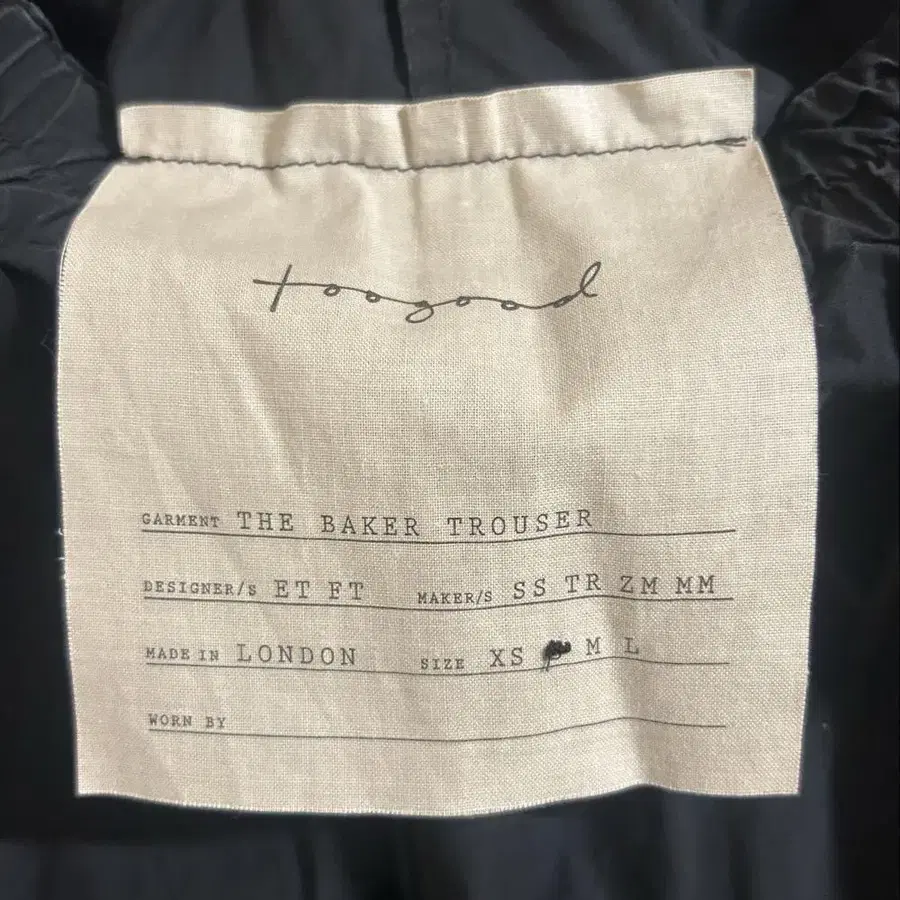 toogood
GARMENT THE BAKER TROUSER
DESIGNER/S ET FT MAKER/S SS TR ZM MM
MADE IN LONDON SIZE XS M L
WORN BY